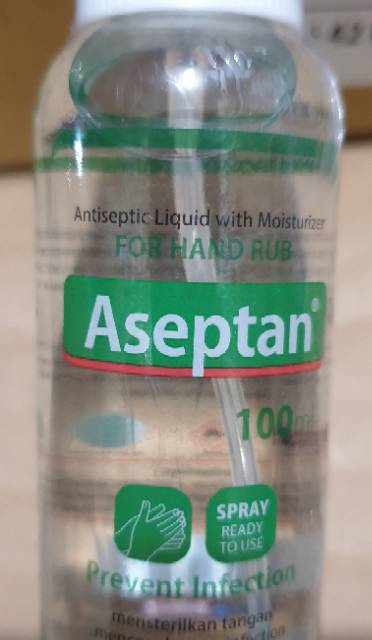 Antiseptic Liquid with Moisturizer
FOR HAND RUB
Aseptan®
100ml
SPRAY
READY
TO USE
Prevent Infection
mensterilkan tangan